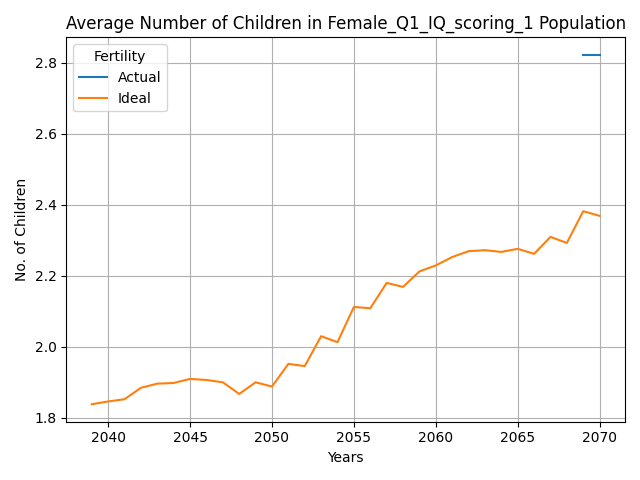 Average Number of Children in Female_Q1_IQ_scoring_1 Population
Fertility
Actual
Ideal
2.8
2.6
2.4
2.2
2.0
1.8
No. of Children
2040 2045 2050 2055 2060 2065 2070
Years